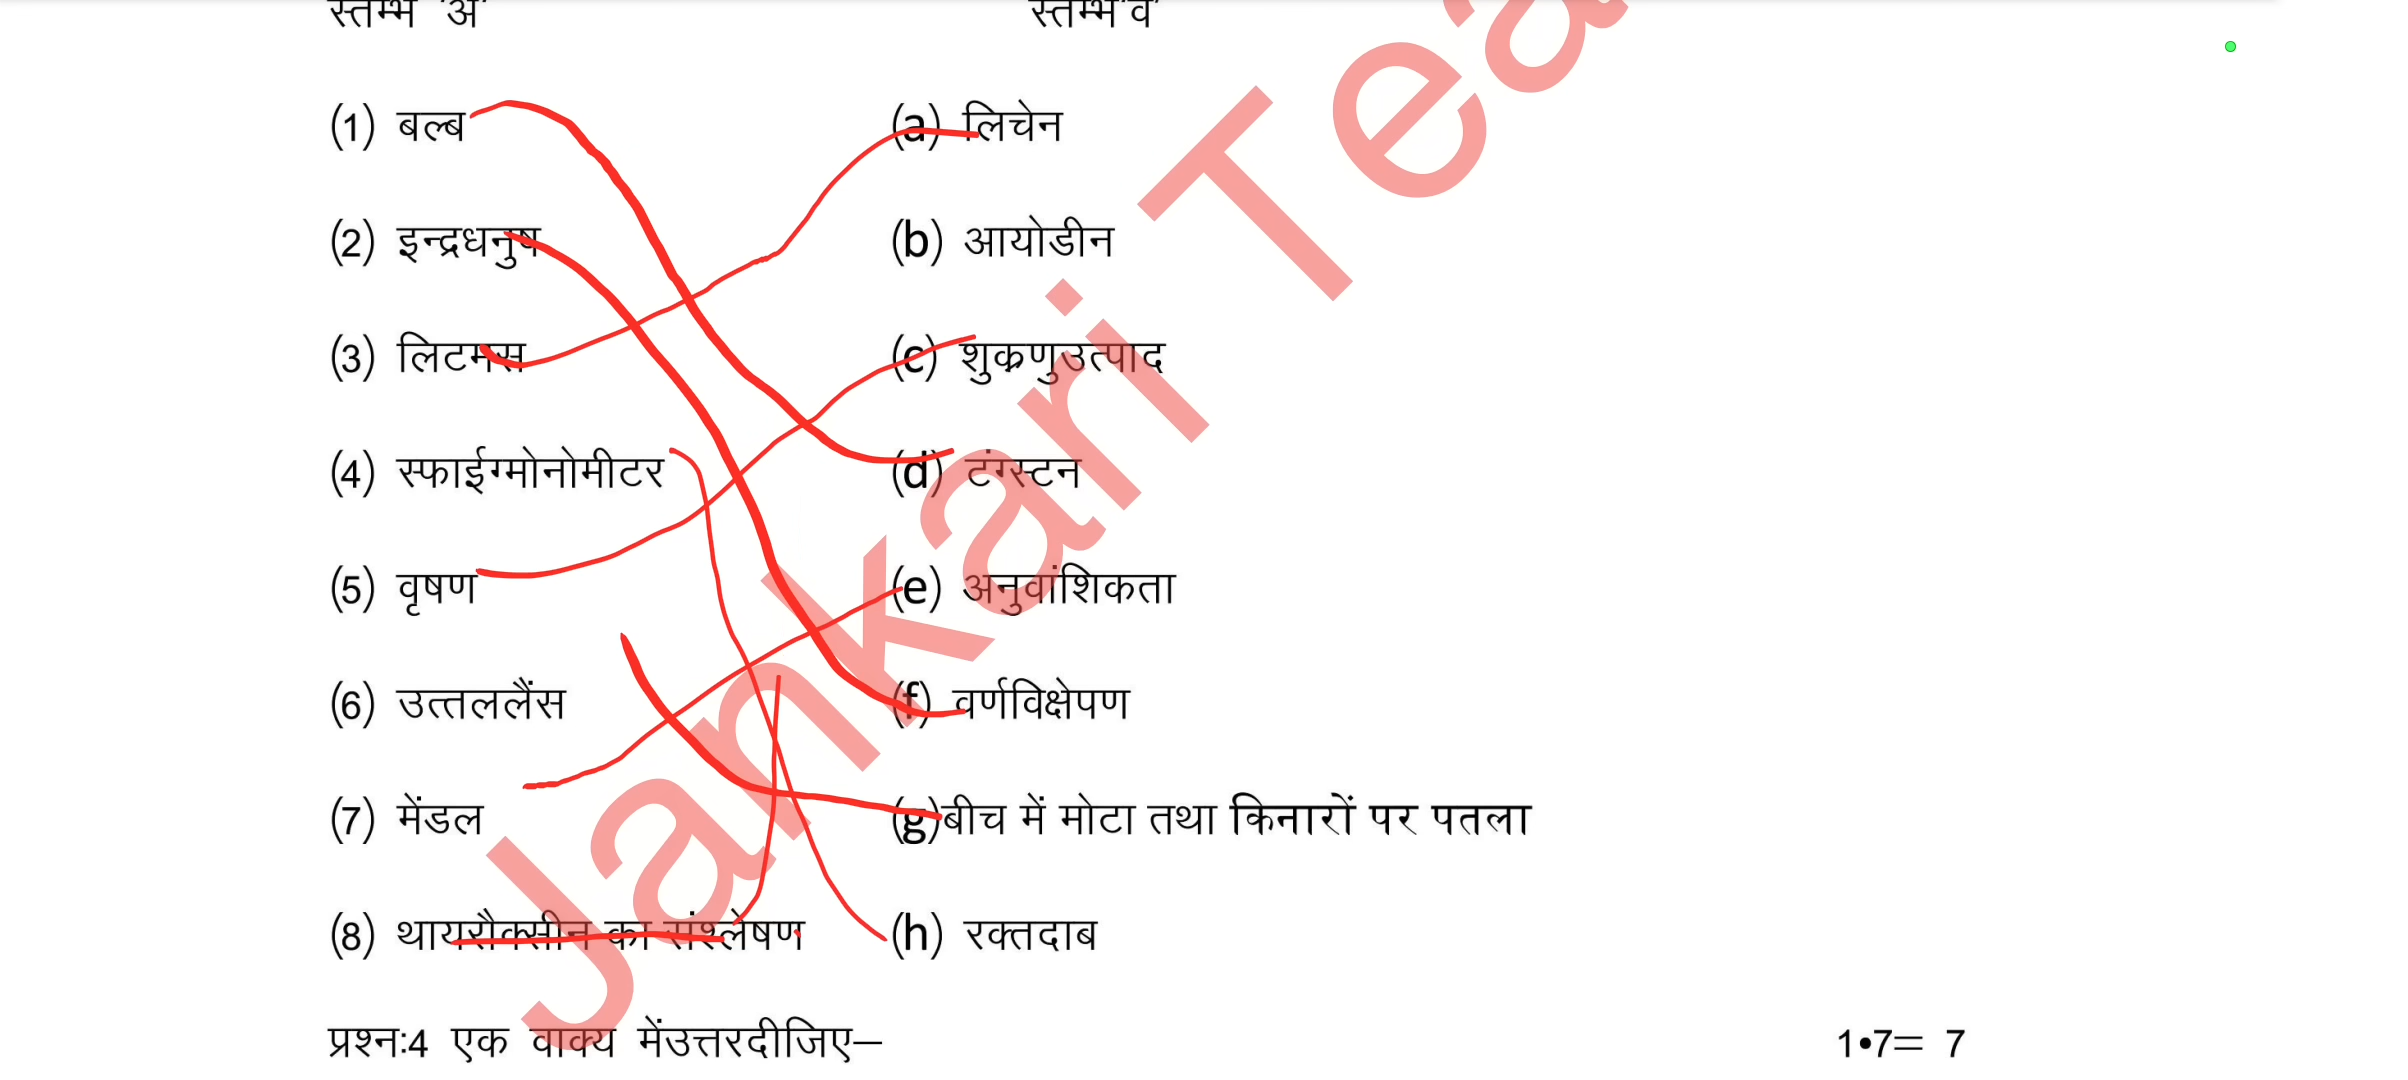 स्तम्भ 'अ' स्तम्भ'व'
(1) बल्ब (a) लिचेन
(2) इन्द्रधनुष (b) आयोडीन
(3) लिटमस (c) शुक्रणुउत्पाद
(4) स्फाईग्मोनोमीटर (d) टंग्स्टन
(5) वृषण (e) अनुवांशिकता
(6) उत्तललैंस (f) वर्णविक्षेपण
(7) मेंडल (g)बीच में मोटा तथा किनारों पर पतला
(8) थायरौक्सीन का संश्लेषण (h) रक्तदाब
प्रश्न:4 एक वाक्य मेंउत्तरदीजिए– 1•7= 7
Jankari Tea